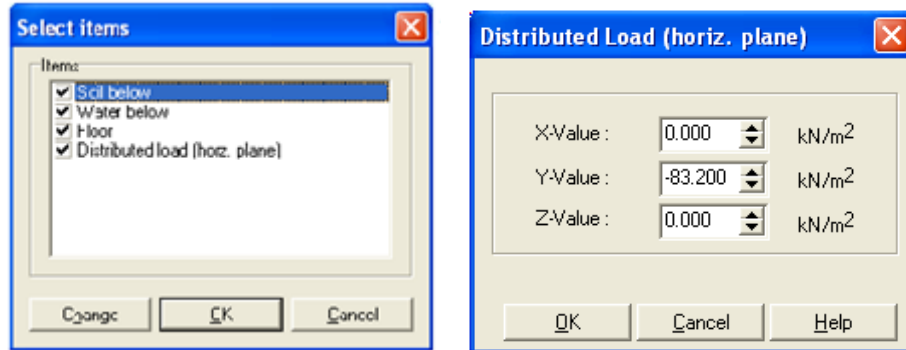 Select items
Items
Soil below
Water below
Floor
Distributed load (horz. plane)
Change
OK
Cancel
Distributed Load (horiz. plane)
X-Value : 0.000 kN/m2
Y-Value : -83.200 kN/m2
Z-Value : 0.000 kN/m2
OK
Cancel
Help